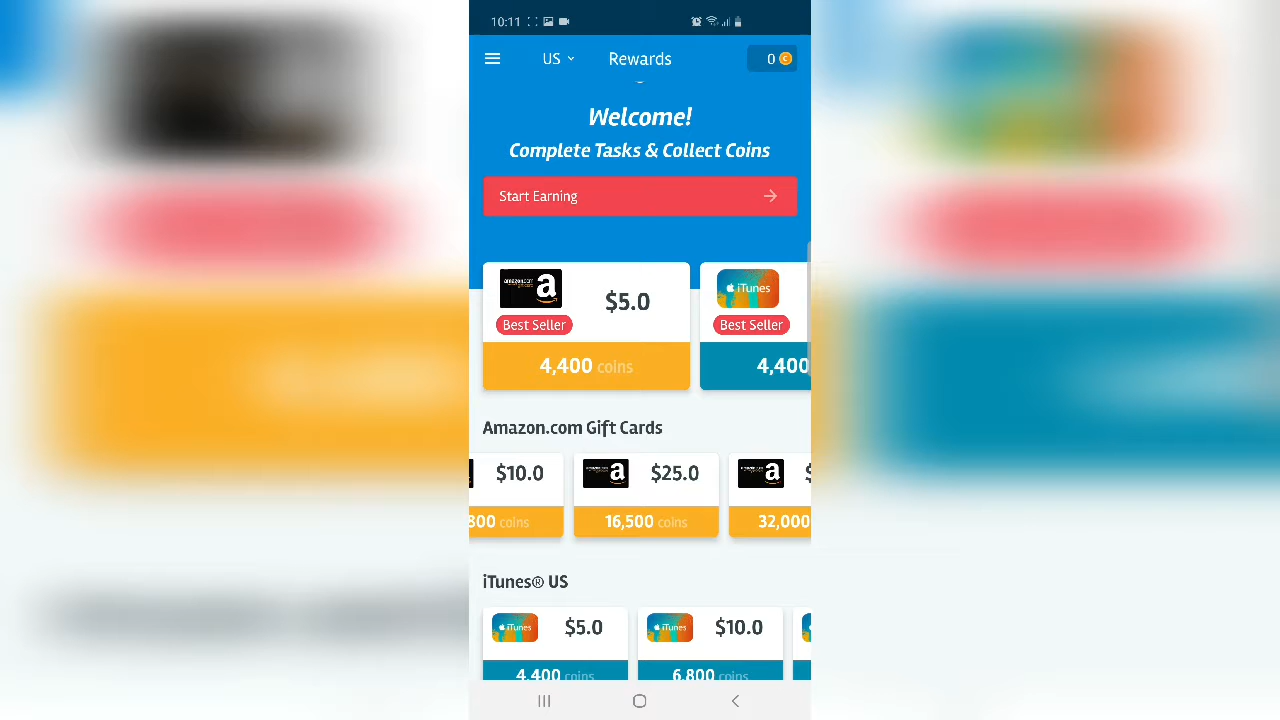 10:11
US Rewards 0
Welcome!
Complete Tasks & Collect Coins
Start Earning
amazon.com a $5.0 iTunes
Best Seller Best Seller
4,400 coins 4,400
Amazon.com Gift Cards
$10.0 a $25.0 a $
800 coins 16,500 coins 32,000
iTunes® US
iTunes $5.0 iTunes $10.0
4,400 coins 6,800 coins